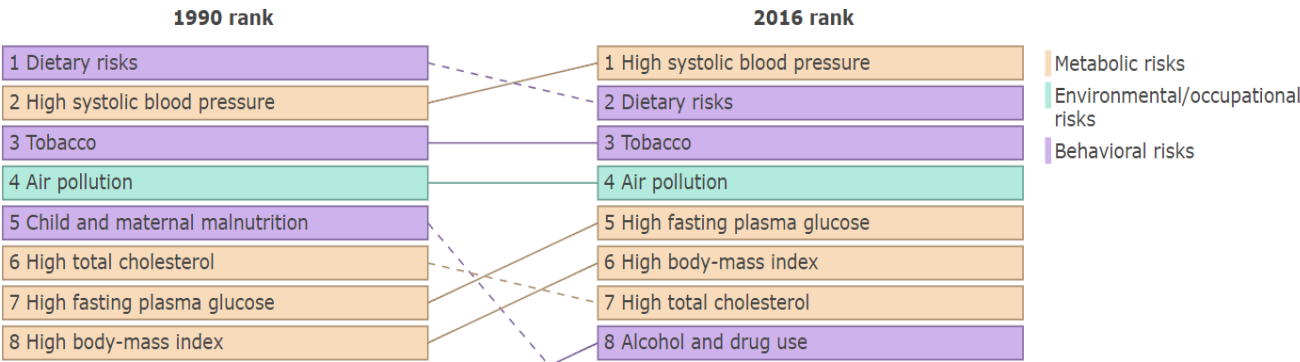 1990 rank
2016 rank
1 Dietary risks
2 High systolic blood pressure
3 Tobacco
4 Air pollution
5 Child and maternal malnutrition
6 High total cholesterol
7 High fasting plasma glucose
8 High body-mass index
1 High systolic blood pressure
2 Dietary risks
3 Tobacco
4 Air pollution
5 High fasting plasma glucose
6 High body-mass index
7 High total cholesterol
8 Alcohol and drug use
Metabolic risks
Environmental/occupational
risks
Behavioral risks